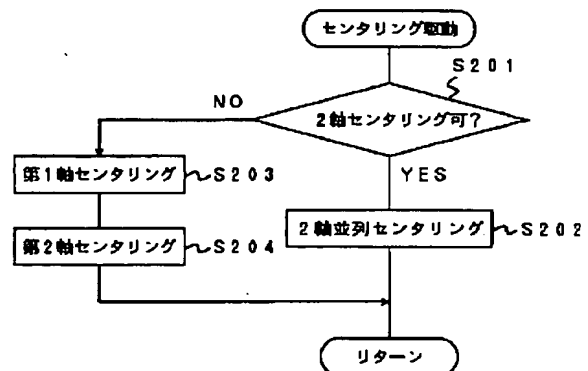 センタリング駆動
S201
NO
2軸センタリング可?
YES
第1軸センタリング
S203
2軸並列センタリング
S202
第2軸センタリング
S204
リターン